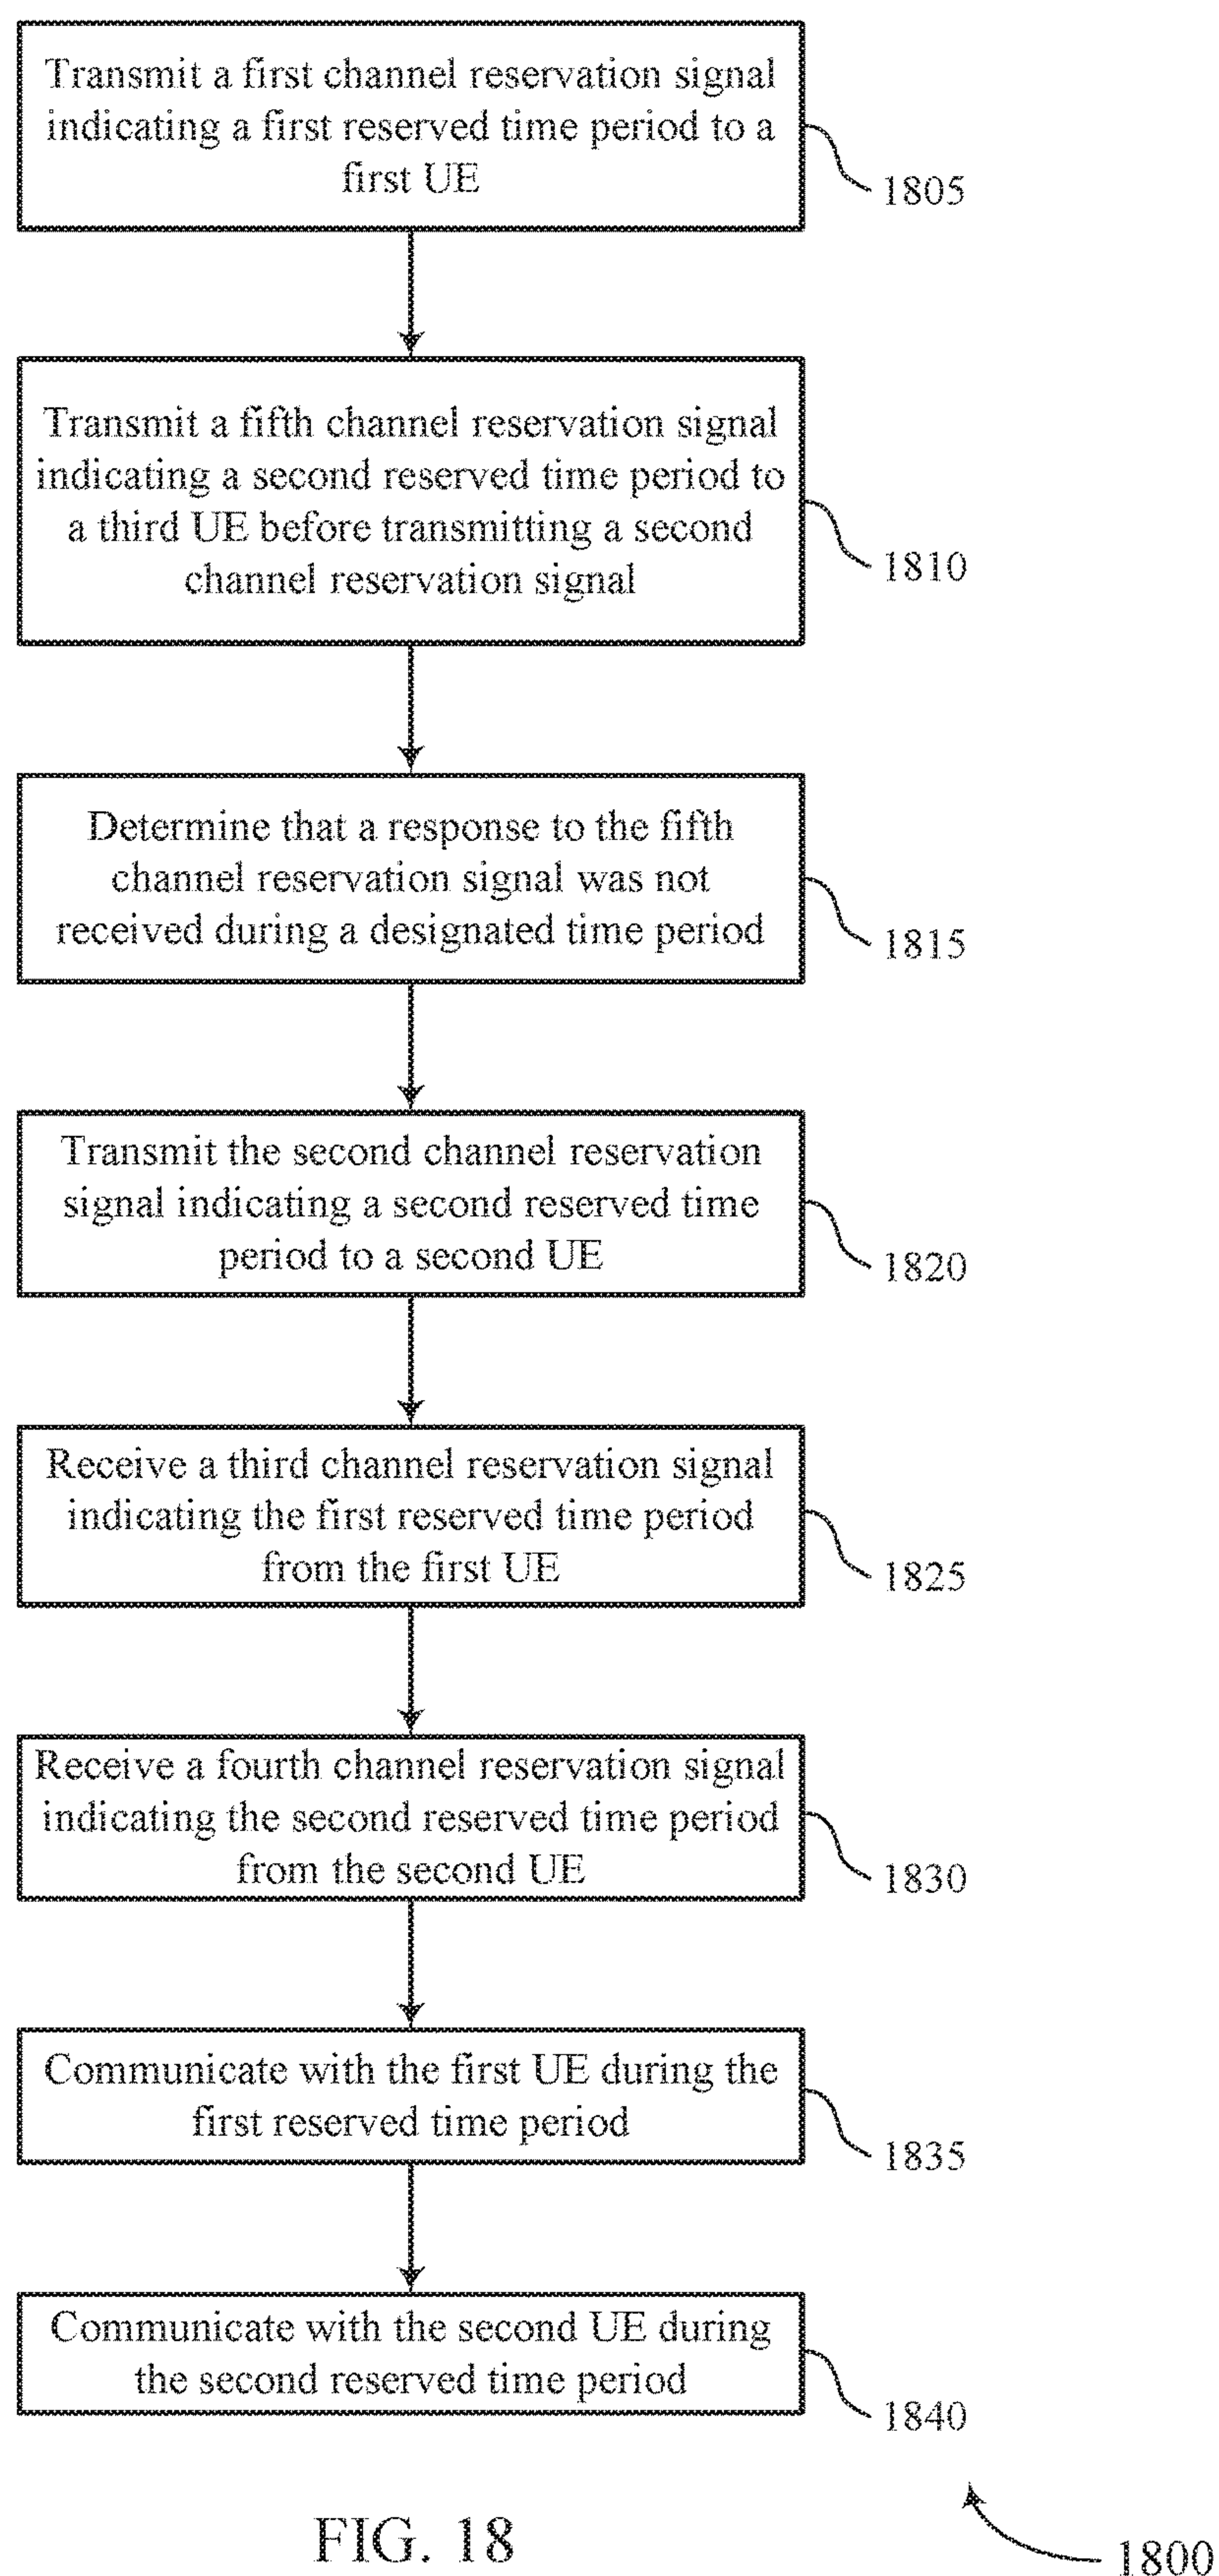 Transmit a first channel reservation signal
indicating a first reserved time period to a
first UE
1805
Transmit a fifth channel reservation signal
indicating a second reserved time period to
a third UE before transmitting a second
channel reservation signal
1810
Determine that a response to the fifth
channel reservation signal was not
received during a designated time period
1815
Transmit the second channel reservation
signal indicating a second reserved time
period to a second UE
1820
Receive a third channel reservation signal
indicating the first reserved time period
from the first UE
1825
Receive a fourth channel reservation signal
indicating the second reserved time period
from the second UE
1830
Communicate with the first UE during the
first reserved time period
1835
Communicate with the second UE during
the second reserved time period
1840
FIG. 18
1800